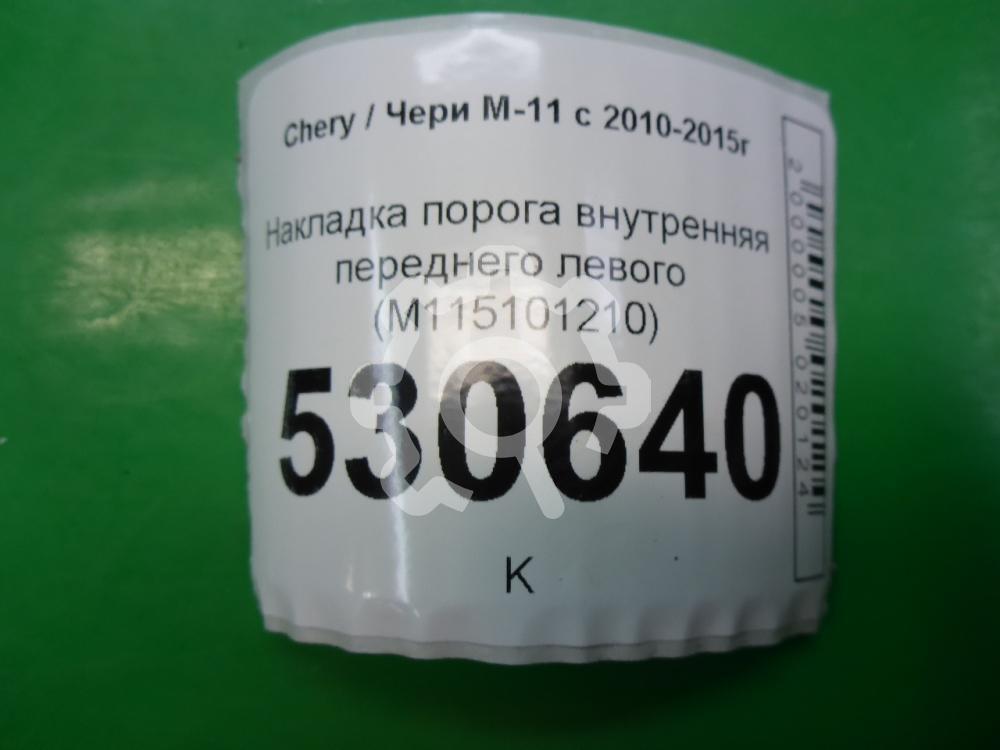 Chery / Чери М-11 с 2010-2015г
Накладка порога внутренняя
переднего левого
(M115101210)
530640
К
2000005020124